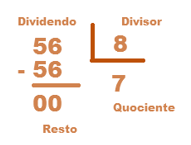 Dividendo Divisor
56 8
- 56 7
00 Quociente
Resto